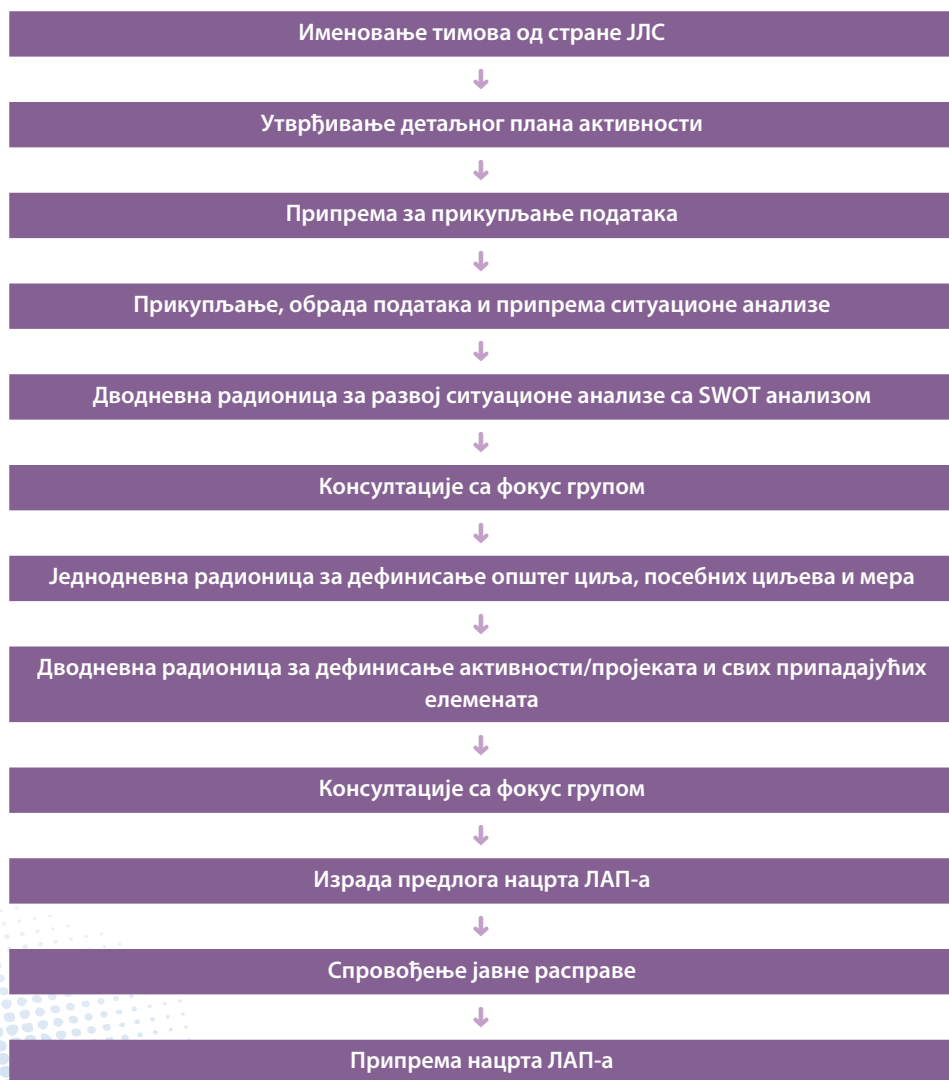 Именовање тимова од стране ЈЛС
Утврђивање детаљног плана активности
Припрема за прикупљање података
Прикупљање, обрада података и припрема ситуационе анализе
Дводневна радионица за развој ситуационе анализе са SWOT анализом
Консултације са фокус групом
Једнодневна радионица за дефинисање општег циља, посебних циљева и мера
Дводневна радионица за дефинисање активности/пројеката и свих припадајућих
елемената
Консултације са фокус групом
Израда предлога нацрта ЛАП-а
Спровођење јавне расправе
Припрема нацрта ЛАП-а